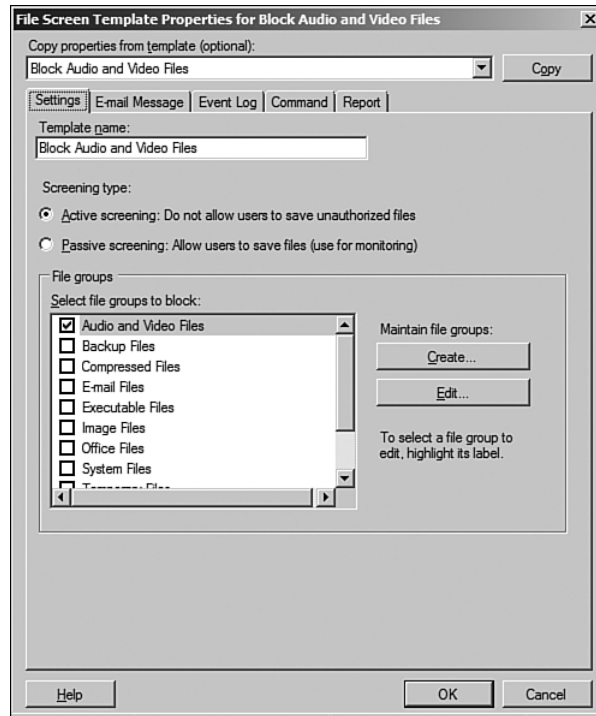 File Screen Template Properties for Block Audio and Video Files
Copy properties from template (optional):
Block Audio and Video Files
Copy
Settings
E-mail Message
Event Log
Command
Report
Template name:
Block Audio and Video Files
Screening type:
Active screening: Do not allow users to save unauthorized files
Passive screening: Allow users to save files (use for monitoring)
File groups
Select file groups to block:
Audio and Video Files
Backup Files
Compressed Files
E-mail Files
Executable Files
Image Files
Office Files
System Files
Temporary Files
Maintain file groups:
Create...
Edit...
To select a file group to
edit, highlight its label.
Help
OK
Cancel